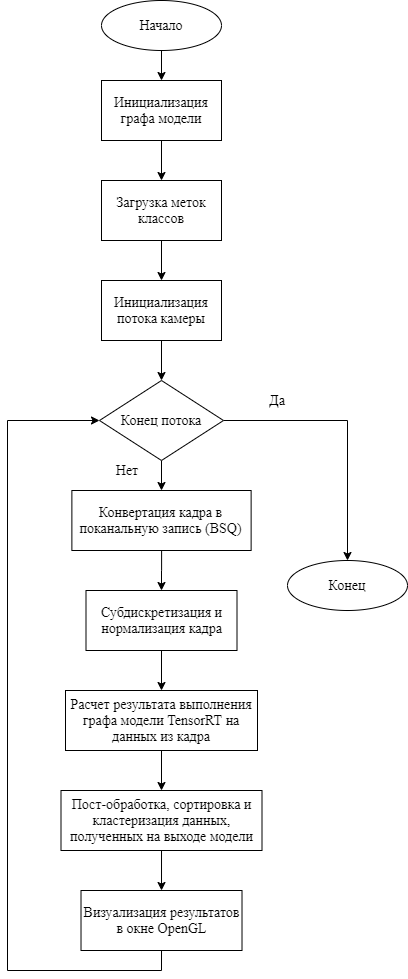 Начало
Инициализация
графа модели
Загрузка меток
классов
Инициализация
потока камеры
Да
Конец потока
Нет
Конвертация кадра в
поканальную запись (BSQ)
Конец
Субдискретизация и
нормализация кадра
Расчет результата выполнения
графа модели TensorRT на
данных из кадра
Пост-обработка, сортировка и
кластеризация данных,
полученных на выходе модели
Визуализация результатов
в окне OpenGL